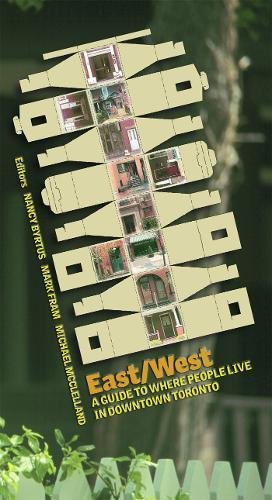 Editors NANCY BYRTUS MARK FRAM MICHAEL MCCLELLAND
East/West
A GUIDE TO WHERE PEOPLE LIVE
IN DOWNTOWN TORONTO